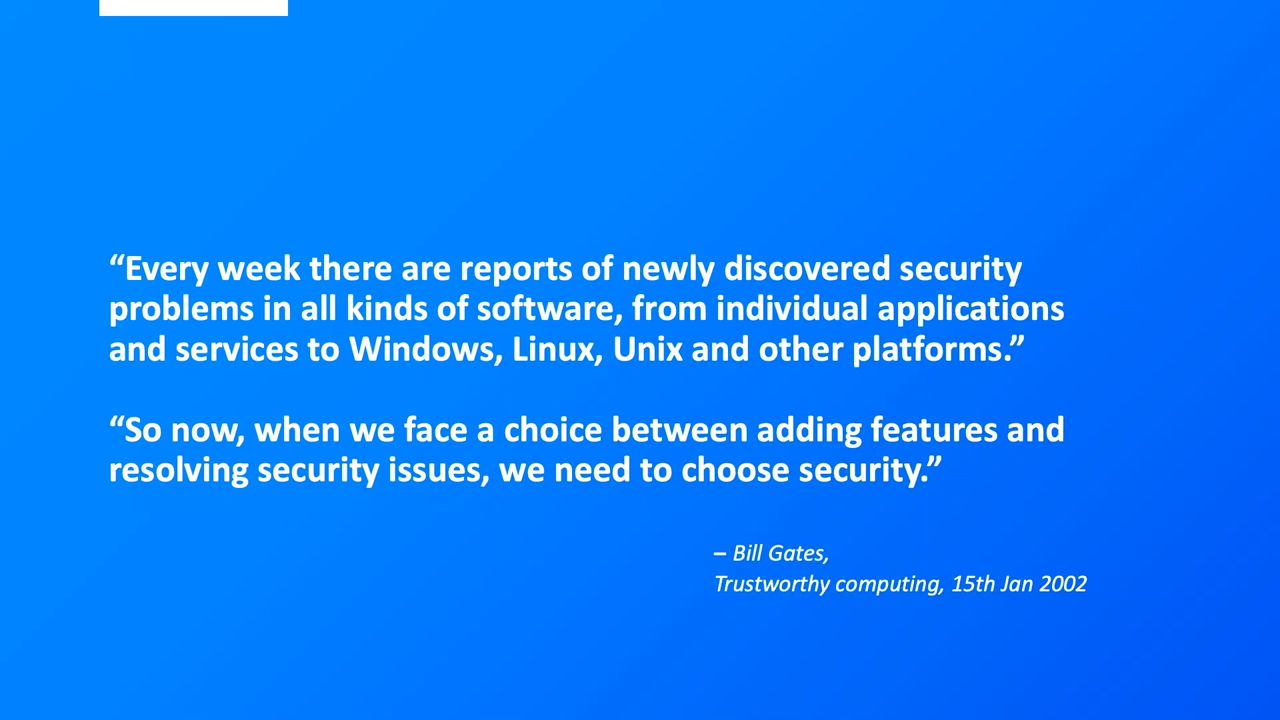 “Every week there are reports of newly discovered security
problems in all kinds of software, from individual applications
and services to Windows, Linux, Unix and other platforms.”
“So now, when we face a choice between adding features and
resolving security issues, we need to choose security.”
– Bill Gates,
Trustworthy computing, 15th Jan 2002